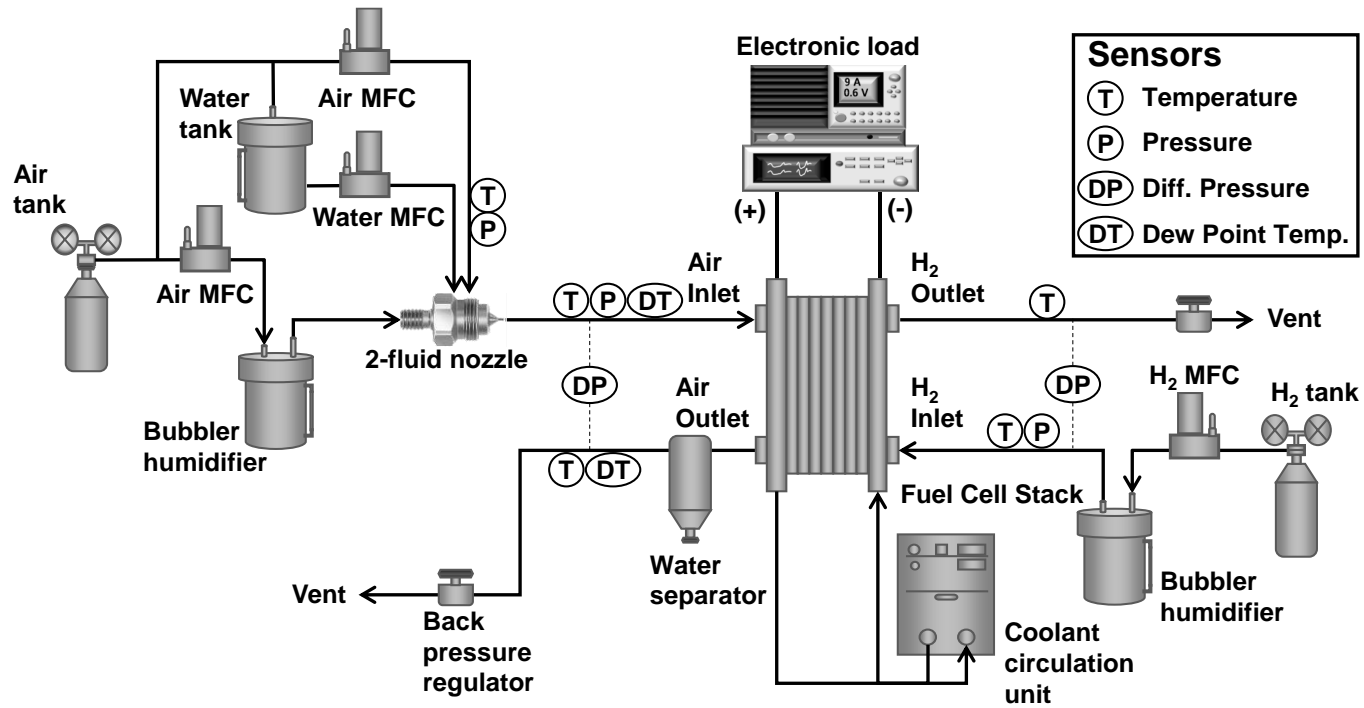 Electronic load
9 A
0.6 V
(+)
(-)
Sensors
T Temperature
P Pressure
DP Diff. Pressure
DT Dew Point Temp.
Air MFC
Water
tank
Water MFC
T
P
Air
tank
Air MFC
Bubbler
humidifier
2-fluid nozzle
T P DT
Air
Inlet
H2
Outlet
T
Vent
DP
Air
Outlet
H2
Inlet
DP
H2 MFC
H2 tank
T P
T DT
Fuel Cell Stack
Water
separator
Vent
Back
pressure
regulator
Coolant
circulation
unit
Bubbler
humidifier